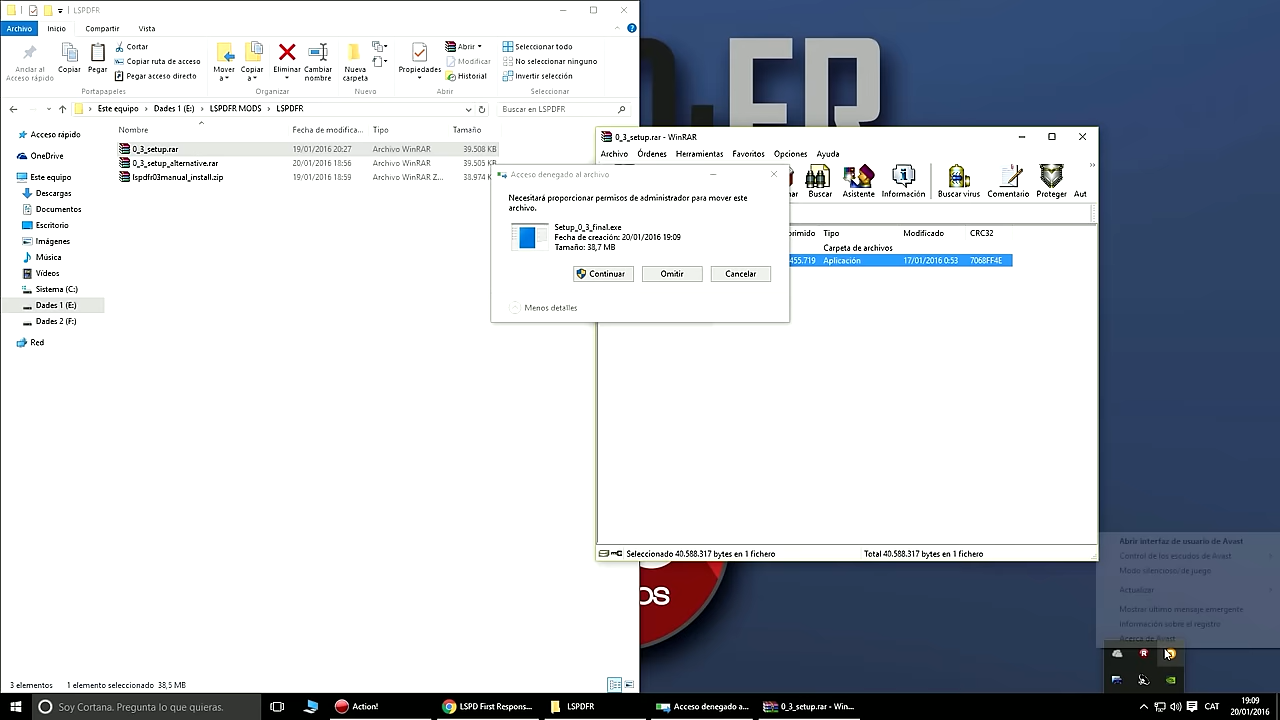 LSPDFR
Archivo Inicio Compartir Vista
Anclar al Acceso rápido
Copiar
Pegar
Cortar
Copiar ruta de acceso
Pegar acceso directo
Portapapeles
Mover a
Copiar a
Eliminar
Cambiar nombre
Organizar
Nueva carpeta
Nuevo
Propiedades
Abrir
Modificar
Historial
Abrir
Seleccionar todo
No seleccionar ninguno
Invertir selección
Seleccionar
Este equipo > Dades 1 (E:) > LSPDFR MODS > LSPDFR
Buscar en LSPDFR
Nombre Fecha de modifica... Tipo Tamaño
0_3_setup.rar 19/01/2016 20:27 Archivo WinRAR 39.508 KB
0_3_setup_alternative.rar 20/01/2016 18:56 Archivo WinRAR 39.505 KB
lspdfr03manual_install.zip 19/01/2016 18:59 Archivo WinRAR Z... 38.974 K
Acceso rápido
OneDrive
Este equipo
Descargas
Documentos
Escritorio
Imágenes
Música
Vídeos
Sistema (C:)
Dades 1 (E:)
Dades 2 (F:)
Red
3 elementos 1 elemento seleccionado 38,5 MB
FR
0_3_setup.rar - WinRAR
Archivo Órdenes Herramientas Favoritos Opciones Ayuda
Buscar Asistente Información Buscar virus Comentario Proteger Aut
primido Tipo Modificado CRC32
Carpeta de archivos
455.719 Aplicación 17/01/2016 0:53 7068FF4E
Seleccionado 40.588.317 bytes en 1 fichero Total 40.588.317 bytes en 1 fichero
Acceso denegado al archivo
Necesitará proporcionar permisos de administrador para mover este
archivo.
Setup_0_3_final.exe
Fecha de creación: 20/01/2016 19:09
Tamaño: 38,7 MB
Continuar Omitir Cancelar
Menos detalles
os
Abrir interfaz de usuario de Avast
Control de los escudos de Avast
Modo silencioso/de juego
Actualizar
Mostrar último mensaje emergente
Información sobre el registro
Acerca de Avast
Soy Cortana. Pregunta lo que quieras.
Action!
LSPD First Respons...
LSPDFR
Acceso denegado a...
0_3_setup.rar - Win...
CAT
19:09
20/01/2016